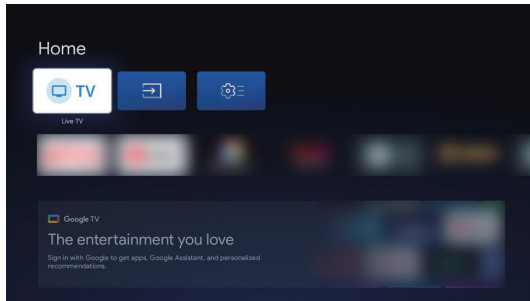 Home
TV
Live TV
Google TV
The entertainment you love
Sign in with Google to get apps, Google Assistant, and personalized
recommendations.